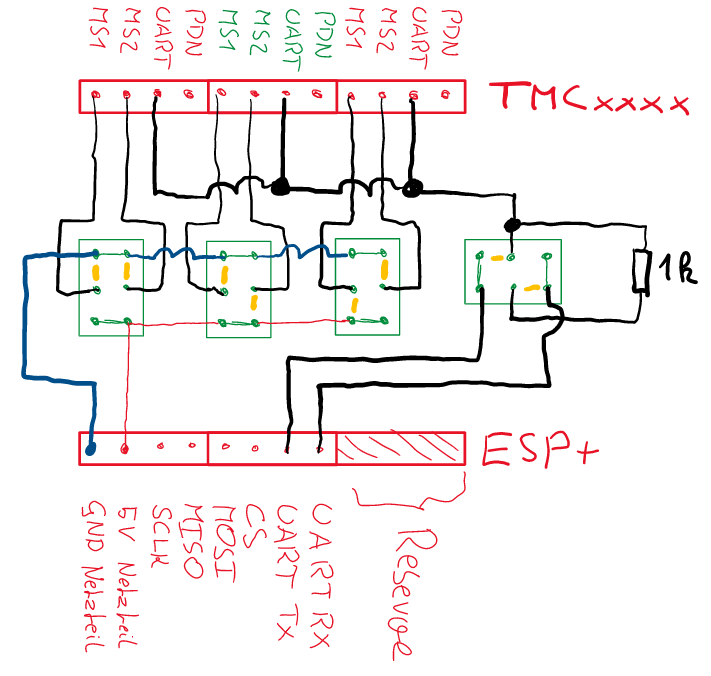 MS1
MS2
UART
PDN
MS1
MS2
UART
PDN
MS1
MS2
UART
PDN
TMCxxxx
1k
ESP+
GND Netzteil
5V Netzteil
SCLK
MISO
MOSI
CS
UART TX
UART RX
Reserve